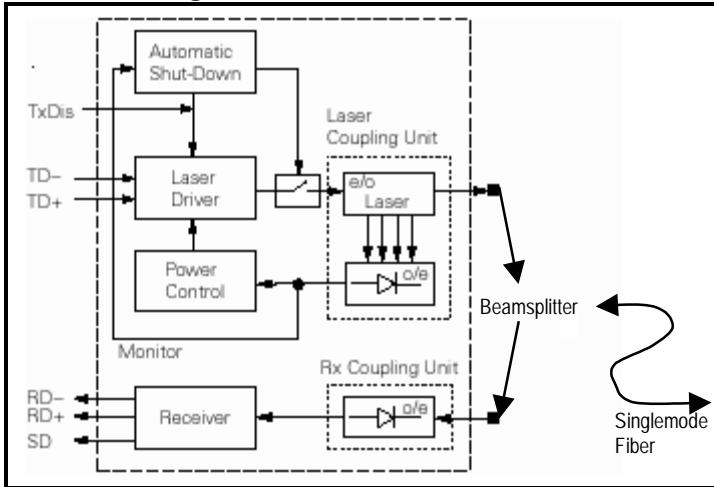 Automatic
Shut-Down
TxDis
Laser
Coupling Unit
TD−
TD+
Laser
Driver
e/o
Laser
Power
Control
o/e
Beamsplitter
Monitor
Rx Coupling Unit
RD−
RD+
SD
Receiver
o/e
Singlemode
Fiber